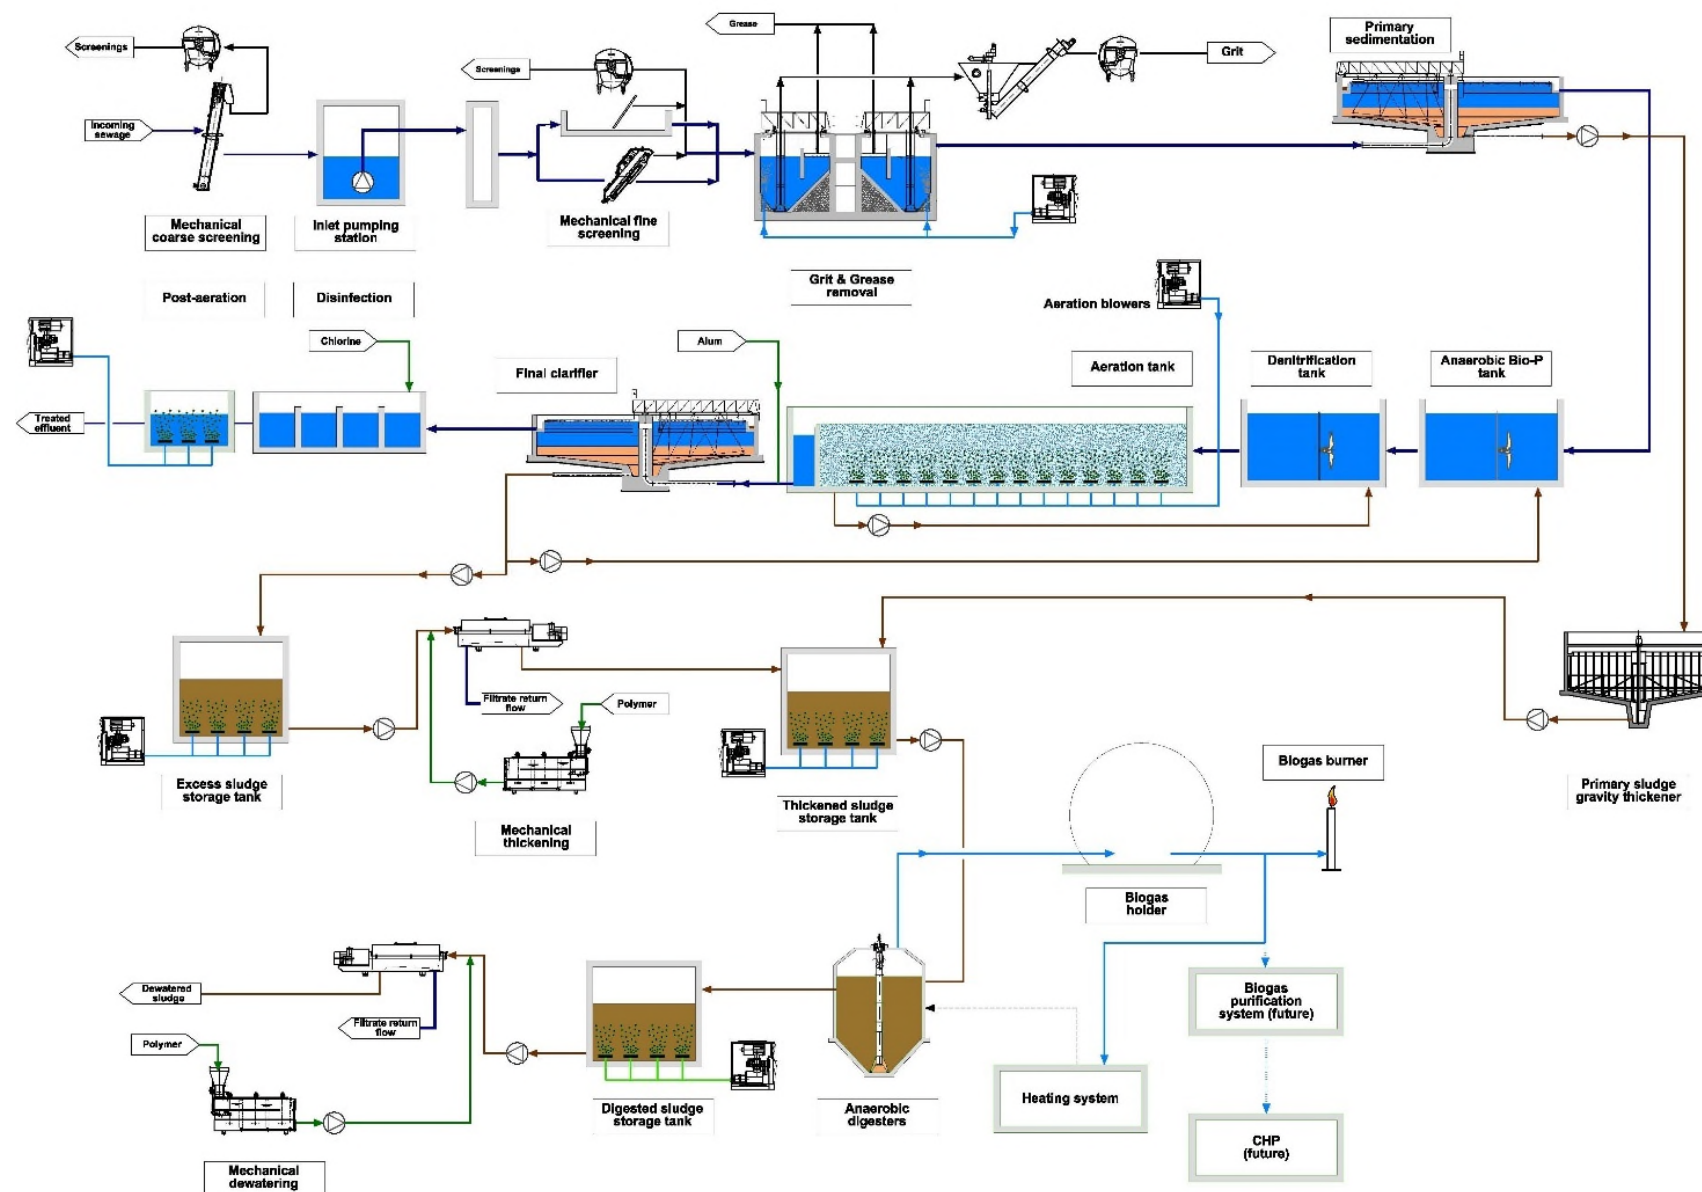 Grease
Primary
sedimentation
Screenings
Screenings
Grit
Incoming
sewage
Mechanical
coarse screening
Inlet pumping
station
Mechanical fine
screening
Grit & Grease
removal
Post-aeration
Disinfection
Aeration blowers
Chlorine
Alum
Final clarifier
Aeration tank
Denitrification
tank
Anaerobic Bio-P
tank
Treated
effluent
Filtrate return
flow
Polymer
Excess sludge
storage tank
Mechanical
thickening
Thickened sludge
storage tank
Biogas burner
Primary sludge
gravity thickener
Biogas
holder
Dewatered
sludge
Filtrate return
flow
Biogas
purification
system (future)
Polymer
Heating system
Digested sludge
storage tank
Anaerobic
digesters
CHP
(future)
Mechanical
dewatering